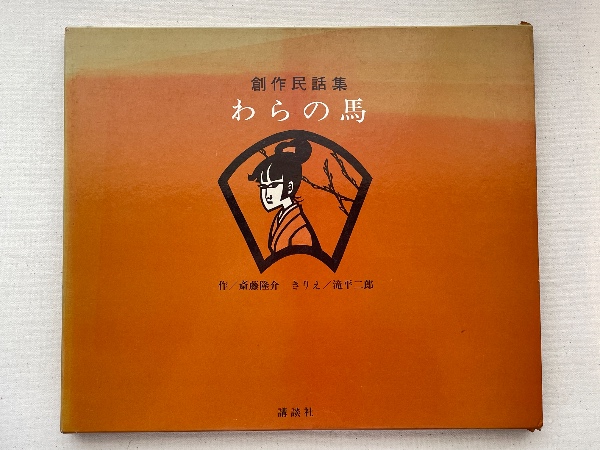 創作民話集
わらの馬
作／斎藤隆介　きりえ／滝平二郎
講談社